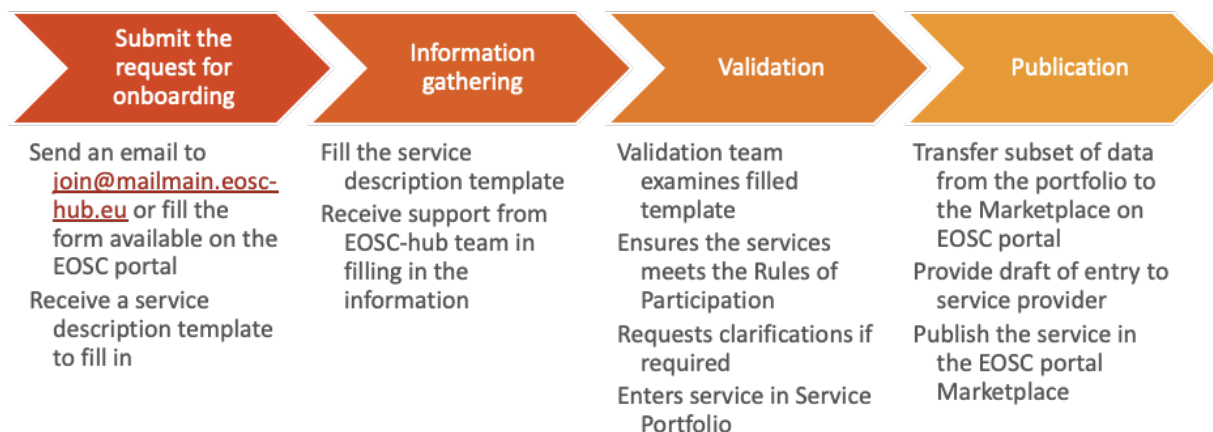 Submit the
request for
onboarding
Information
gathering
Validation
Publication
Send an email to
join@mailmain.eosc-
hub.eu or fill the
form available on the
EOSC portal
Receive a service
description template
to fill in
Fill the service
description template
Receive support from
EOSC-hub team in
filling in the
information
Validation team
examines filled
template
Ensures the services
meets the Rules of
Participation
Requests clarifications if
required
Enters service in Service
Portfolio
Transfer subset of data
from the portfolio to
the Marketplace on
EOSC portal
Provide draft of entry to
service provider
Publish the service in
the EOSC portal
Marketplace